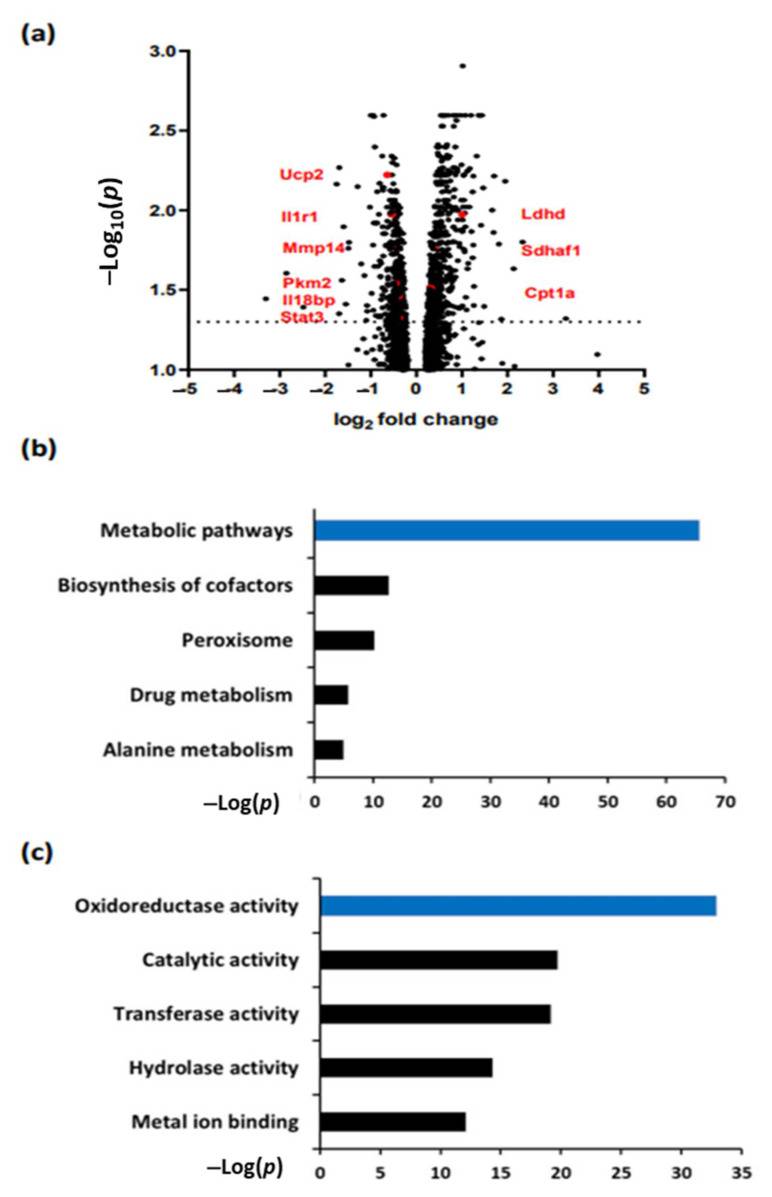 (a)
−Log10(p)
3.0
2.5
2.0
1.5
1.0
Ucp2
Il1r1
Mmp14
Pkm2
Il18bp
Stat3
Ldhd
Sdhaf1
Cpt1a
−5 −4 −3 −2 −1 0 1 2 3 4 5
log2 fold change
(b)
Metabolic pathways
Biosynthesis of cofactors
Peroxisome
Drug metabolism
Alanine metabolism
−Log(p) 0 10 20 30 40 50 60 70
(c)
Oxidoreductase activity
Catalytic activity
Transferase activity
Hydrolase activity
Metal ion binding
−Log(p) 0 5 10 15 20 25 30 35